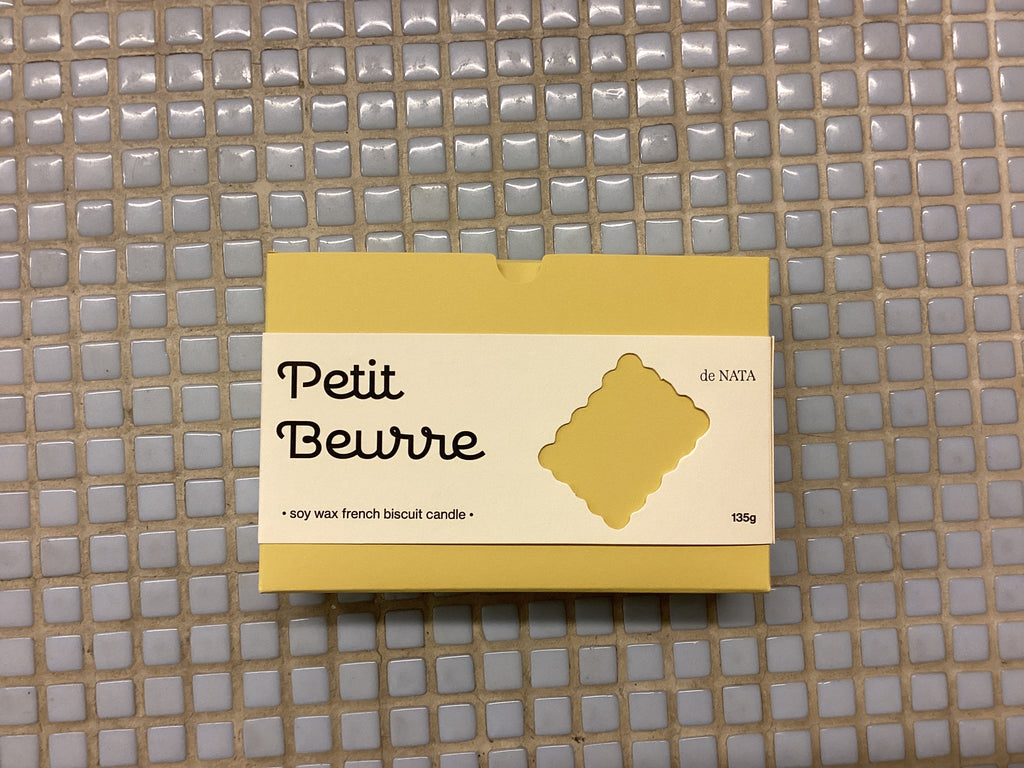 Petit
Beurre
de NATA
• soy wax french biscuit candle •
135g